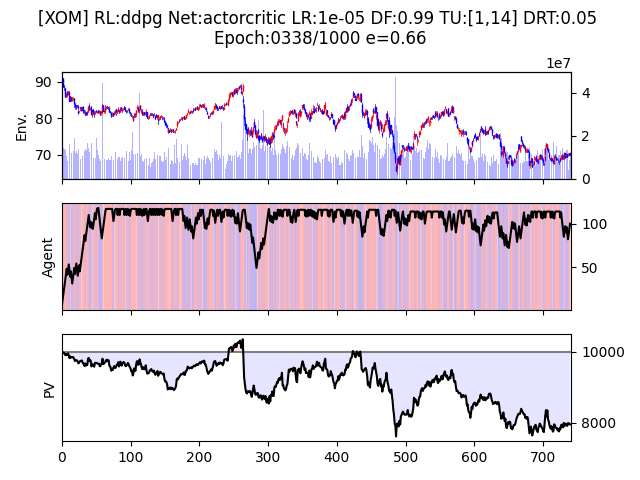 [XOM] RL:ddpg Net:actorcritic LR:1e-05 DF:0.99 TU:[1,14] DRT:0.05
Epoch:0338/1000 e=0.66
1e7
90
80
70
Env.
4
2
0
Agent
100
50
PV
10000
8000
0 100 200 300 400 500 600 700